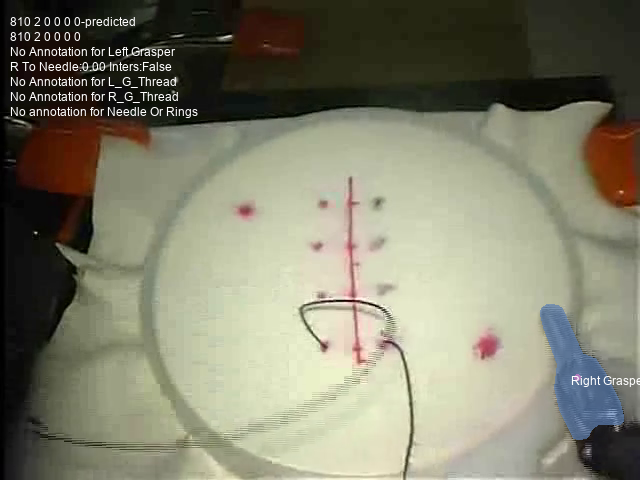 810 2 0 0 0 0-predicted
810 2 0 0 0 0
No Annotation for Left Grasper
R To Needle:0.00 Inters:False
No Annotation for L_G_Thread
No Annotation for R_G_Thread
No annotation for Needle Or Rings
Right Graspe